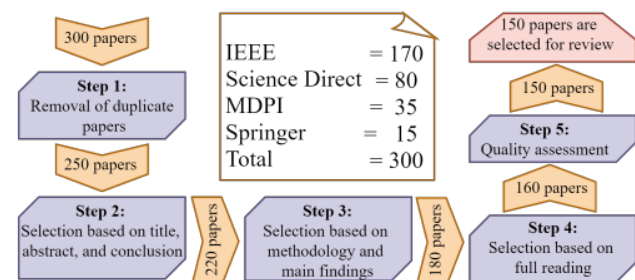 300 papers
Step 1:
Removal of duplicate
papers
250 papers
Step 2:
Selection based on title,
abstract, and conclusion
220 papers
Step 3:
Selection based on
methodology and
main findings
180 papers
Step 4:
Selection based on
full reading
160 papers
Step 5:
Quality assessment
150 papers
150 papers are
selected for review
IEEE = 170
Science Direct = 80
MDPI = 35
Springer = 15
Total = 300